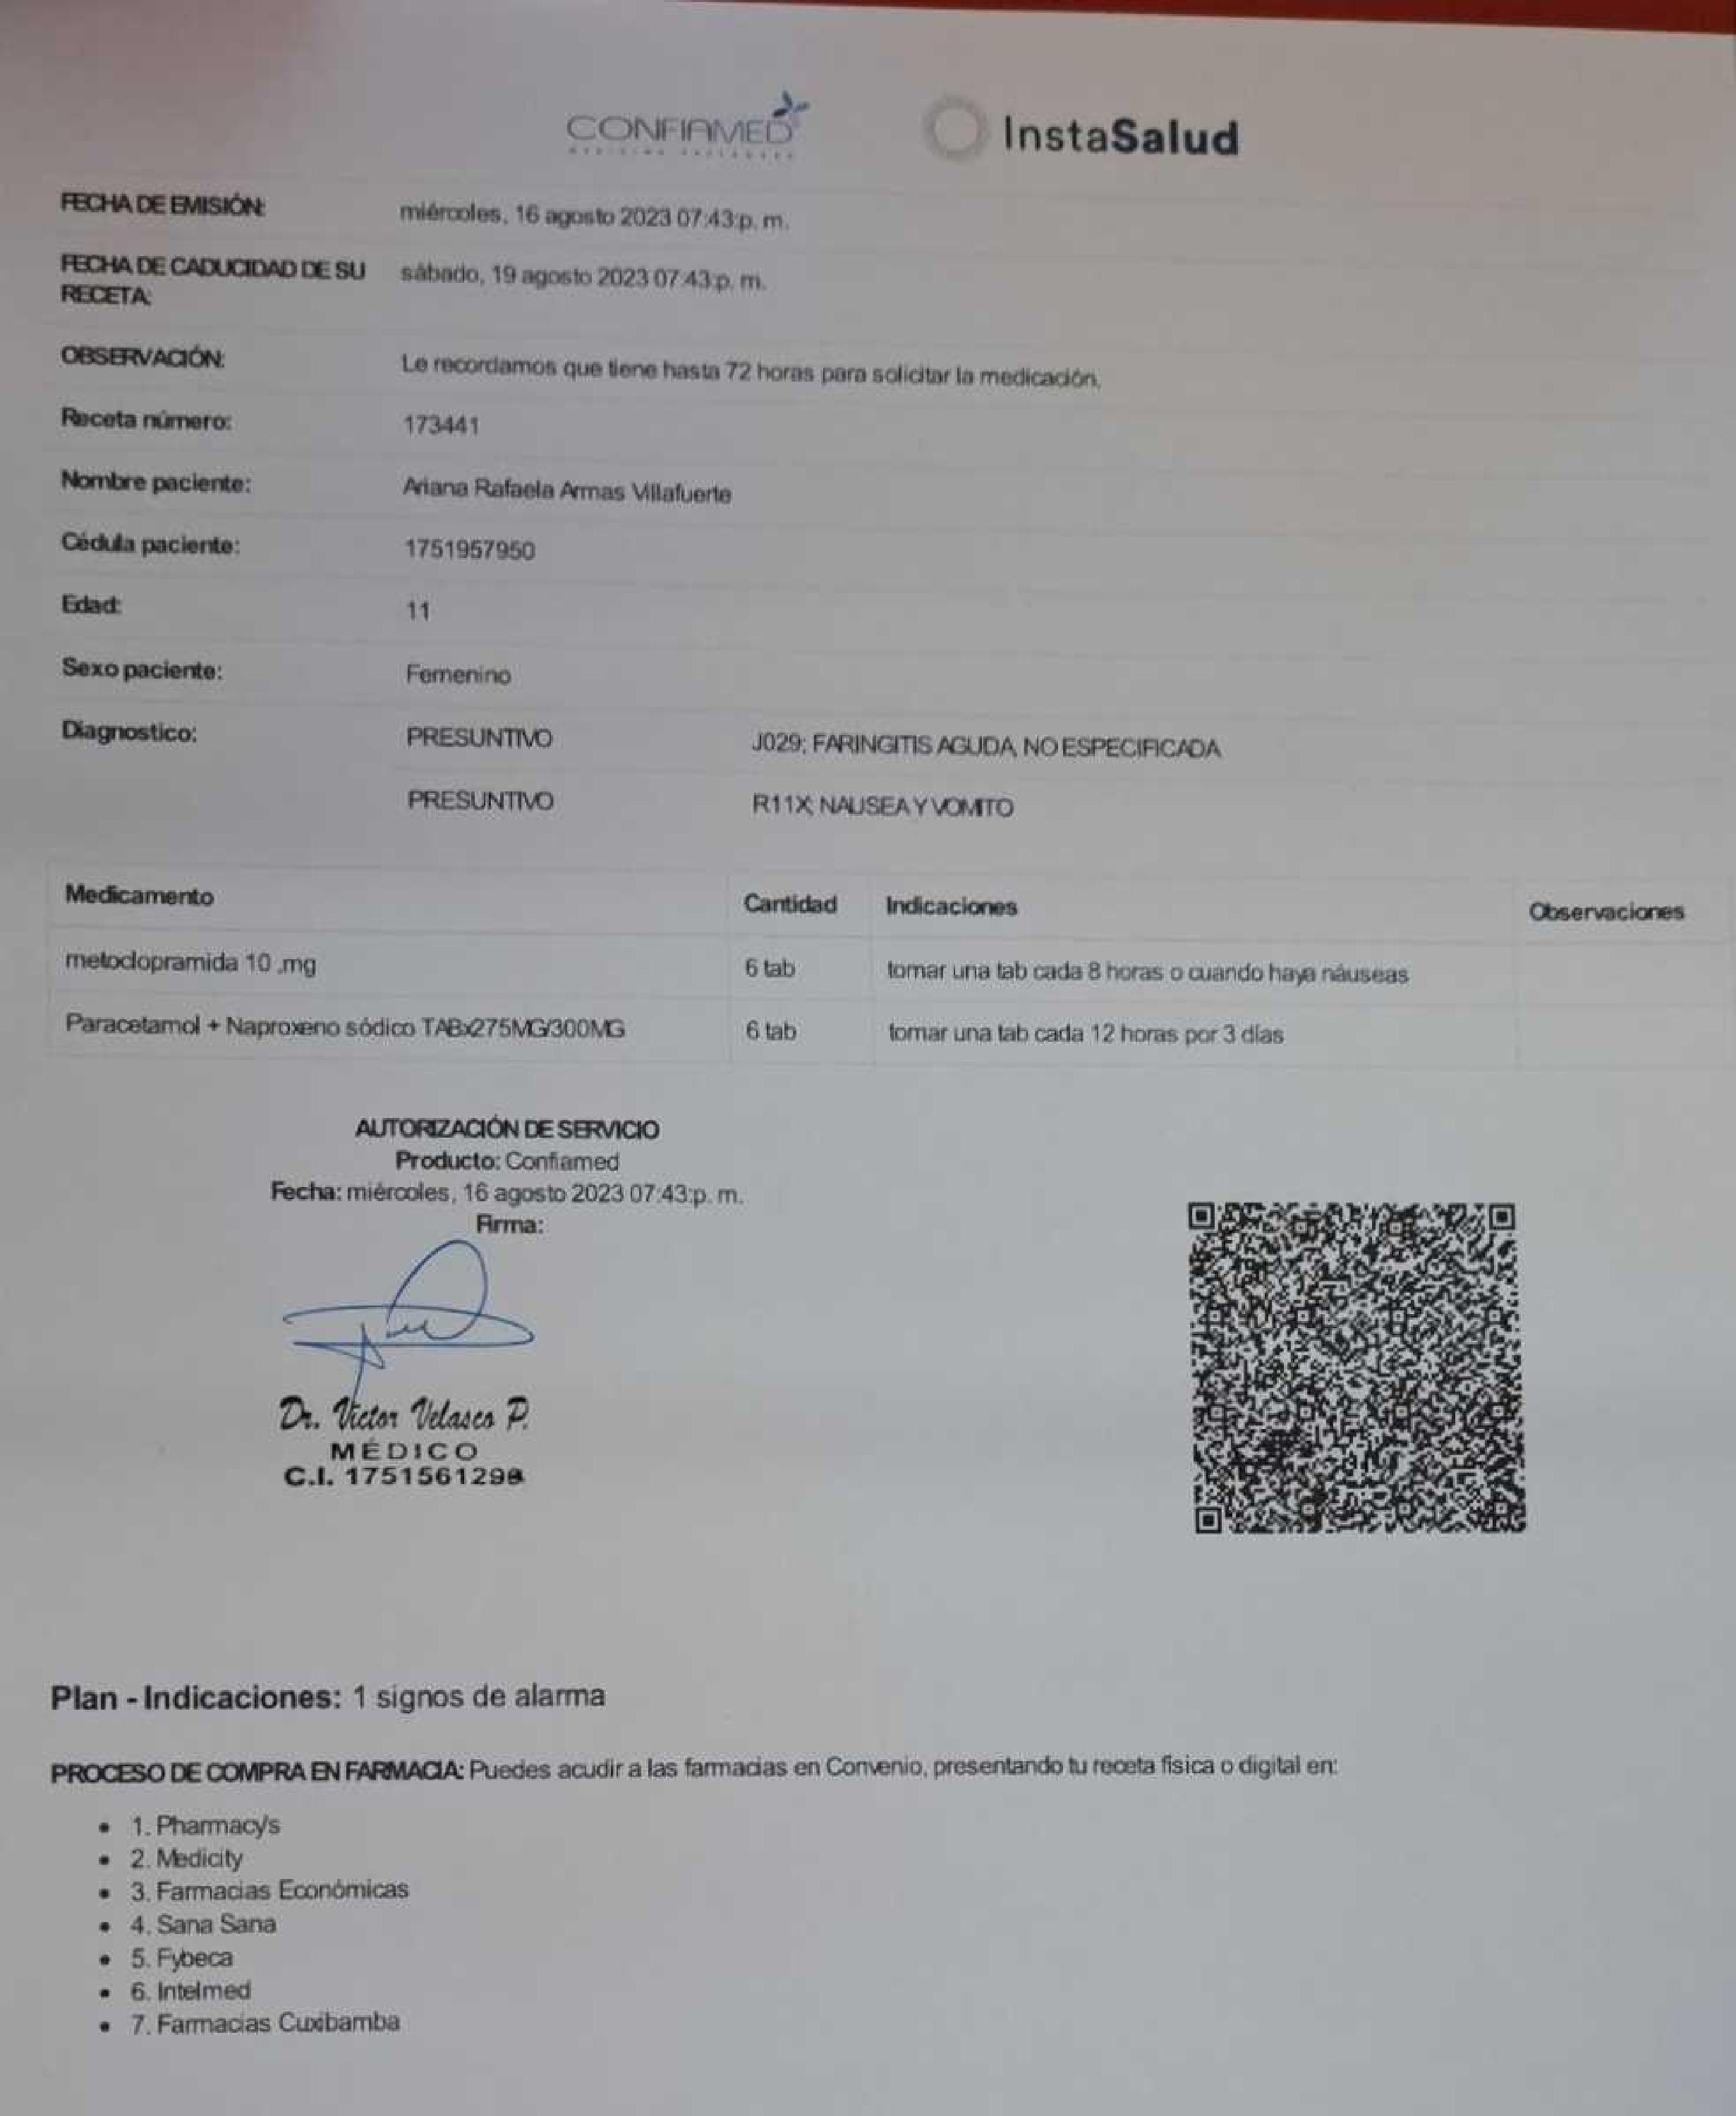 CONFIAMED
InstaSalud
FECHA DE EMISIÓN: miércoles, 16 agosto 2023 07:43:p. m.
FECHA DE CADUCIDAD DE SU RECETA: sábado, 19 agosto 2023 07:43:p. m.
OBSERVACIÓN: Le recordamos que tiene hasta 72 horas para solicitar la medicación.
Receta número: 173441
Nombre paciente: Ariana Rafaela Armas Villafuerte
Cédula paciente: 1751957950
Edad: 11
Sexo paciente: Femenino
Diagnostico: PRESUNTIVO J029; FARINGITIS AGUDA, NO ESPECIFICADA
PRESUNTIVO R11X; NAUSEA Y VOMITO
Medicamento Cantidad Indicaciones Observaciones
metoclopramida 10 ,mg 6 tab tomar una tab cada 8 horas o cuando haya náuseas
Paracetamol + Naproxeno sódico TABx275MG/300MG 6 tab tomar una tab cada 12 horas por 3 días
AUTORIZACIÓN DE SERVICIO
Producto: Confiamed
Fecha: miércoles, 16 agosto 2023 07:43:p. m.
Firma:
Dr. Victor Velasco P.
MÉDICO
C.I.
Plan - Indicaciones: 1 signos de alarma
PROCESO DE COMPRA EN FARMACIA: Puedes acudir a las farmacias en Convenio, presentando tu receta física o digital en:
• 1. Pharmacy's
• 2. Medicity
• 3. Farmacias Económicas
• 4. Sana Sana
• 5. Fybeca
• 6. Intelmed
• 7. Farmacias Cuxibamba